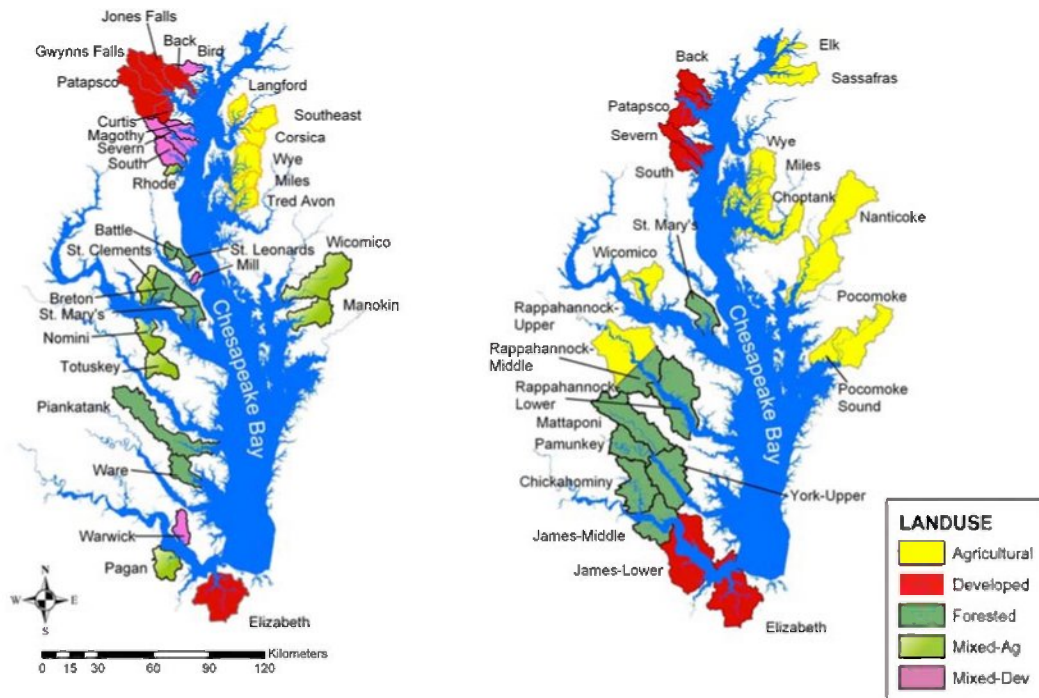 Jones Falls
Back
Bird
Gwynns Falls
Patapsco
Langford
Southeast
Curtis
Magothy
Corsica
Severn
South
Wye
Rhode
Miles
Tred Avon
Battle
St. Leonards
Wicomico
St. Clements
Mill
Breton
Manokin
St. Mary's
Nomini
Totuskey
Chesapeake Bay
Piankatank
Ware
Warwick
Pagan
Elizabeth
N
W E
S
Kilometers
0 15 30 60 90 120
Elk
Back
Sassafras
Patapsco
Severn
Wye
South
Miles
Choptank
Nanticoke
St. Mary's
Wicomico
Pocomoke
Rappahannock-
Upper
Rappahannock-
Middle
Chesapeake Bay
Pocomoke
Sound
Rappahannock
Lower
Mattaponi
Pamunkey
Chickahominy
York-Upper
James-Middle
James-Lower
Elizabeth
LANDUSE
Agricultural
Developed
Forested
Mixed-Ag
Mixed-Dev